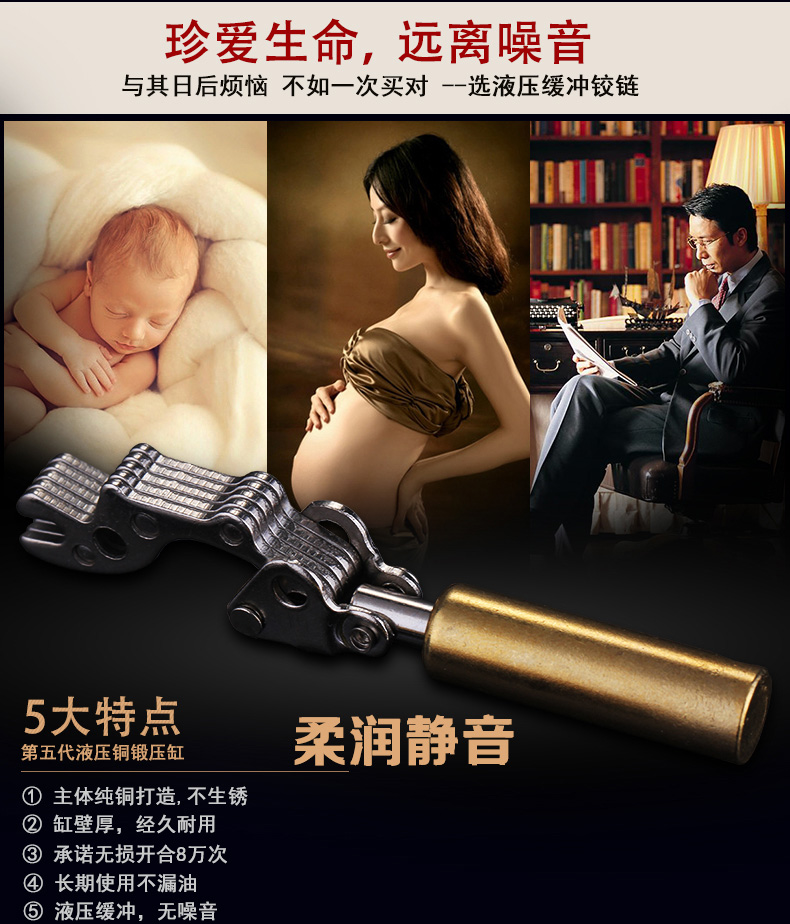 珍爱生命, 远离噪音
与其日后烦恼 不如一次买对 --选液压缓冲铰链
5大特点
第五代液压铜锻压缸
柔润静音
① 主体纯铜打造, 不生锈
② 缸壁厚，经久耐用
③ 承诺无损开合8万次
④ 长期使用不漏油
⑤ 液压缓冲，无噪音